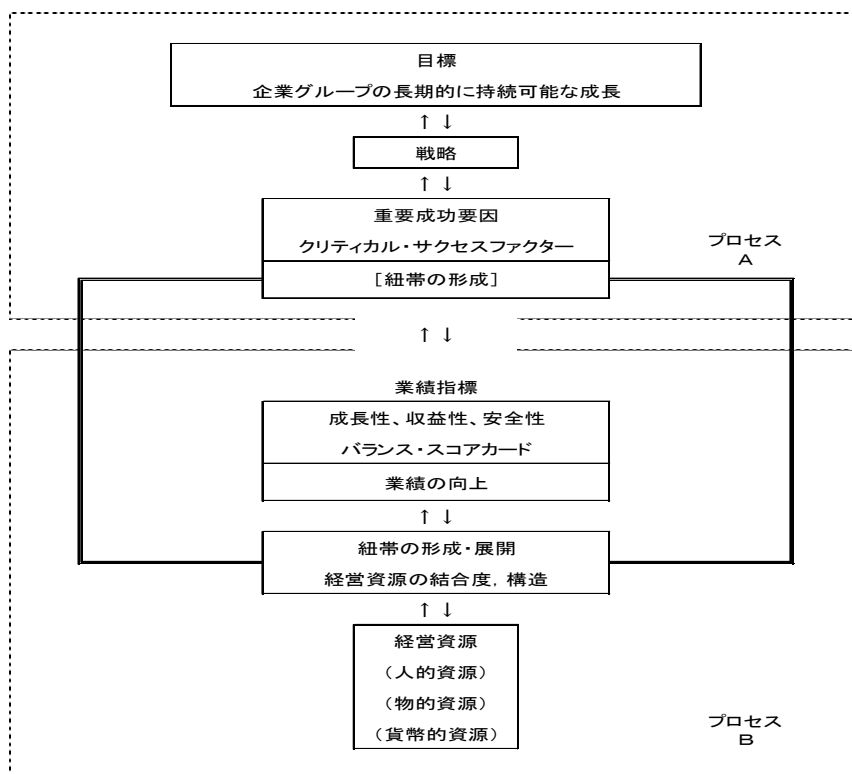 目標
企業グループの長期的に持続可能な成長
↑ ↓
戦略
↑ ↓
重要成功要因
クリティカル・サクセスファクター
プロセス
A
[紐帯の形成]
↑ ↓
業績指標
成長性、収益性、安全性
バランス・スコアカード
業績の向上
↑ ↓
紐帯の形成・展開
経営資源の結合度，構造
↑ ↓
経営資源
（人的資源）
（物的資源）
（貨幣的資源）
プロセス
B